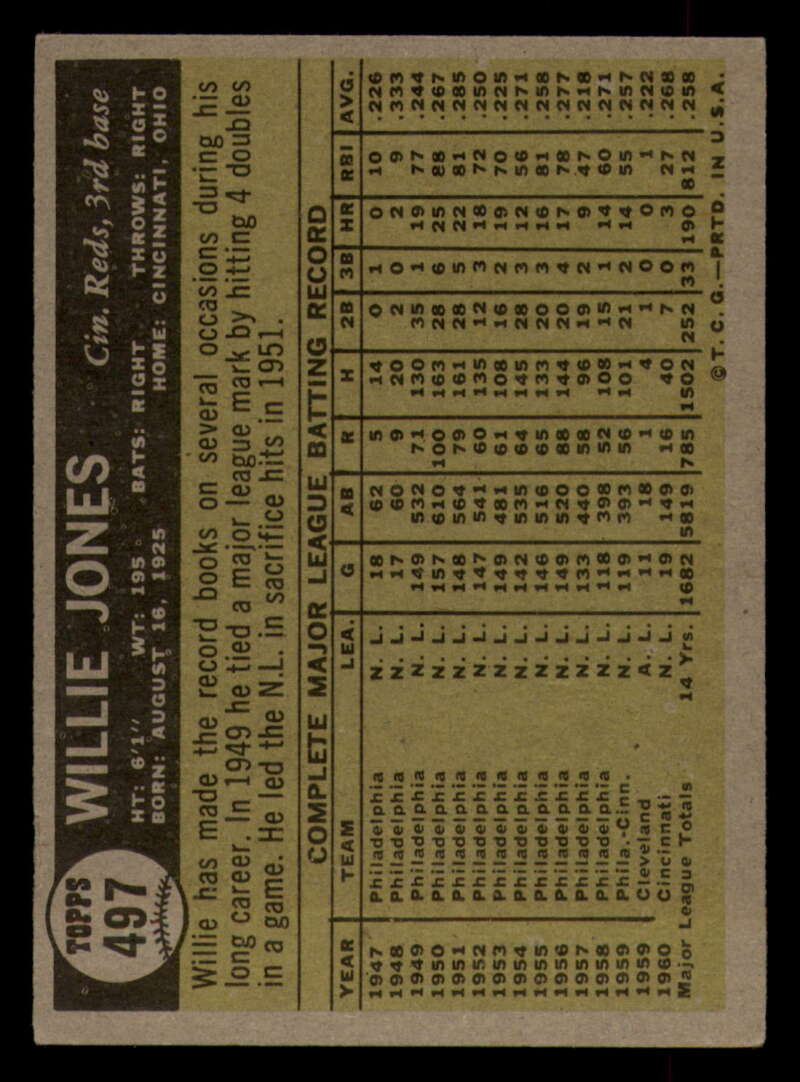 TOPPS
497
WILLIE JONES Cin. Reds, 3rd base
HT: 6'1" WT: 195 BATS: RIGHT THROWS: RIGHT
BORN: AUGUST 16, 1925 HOME: CINCINNATI, OHIO
Willie has made the record books on several occasions during his
long career. In 1949 he tied a major league mark by hitting 4 doubles
in a game. He led the N.L. in sacrifice hits in 1951.
COMPLETE MAJOR LEAGUE BATTING RECORD
YEAR TEAM LEA. G AB R H 2B 3B HR RBI AVG.
1947 Philadelphia N. L. 18 62 5 14 0 1 0 10 .226
1948 Philadelphia N. L. 17 60 9 20 2 0 2 9 .333
1949 Philadelphia N. L. 149 532 71 130 35 1 19 77 .244
1950 Philadelphia N. L. 157 610 100 163 28 6 25 88 .267
1951 Philadelphia N. L. 148 564 79 161 28 5 22 81 .285
1952 Philadelphia N. L. 147 541 60 135 12 3 18 72 .250
1953 Philadelphia N. L. 149 481 61 108 16 2 19 70 .225
1954 Philadelphia N. L. 142 535 64 145 28 3 12 56 .271
1955 Philadelphia N. L. 146 516 65 133 20 3 16 81 .258
1956 Philadelphia N. L. 149 520 88 144 20 4 17 78 .277
1957 Philadelphia N. L. 133 440 58 96 19 2 9 47 .218
1958 Philadelphia N. L. 118 398 52 108 15 1 14 60 .271
1959 Phila.-Cinn. N. L. 119 393 56 101 21 2 14 55 .257
1959 Cleveland A. L. 11 18 1 4 1 0 0 1 .222
1960 Cincinnati N. L. 19 149 16 40 7 0 3 27 .268
Major League Totals 14 Yrs. 1682 5819 785 1502 252 33 190 812 .258
© T. C. G.—PRTD. IN U.S.A.